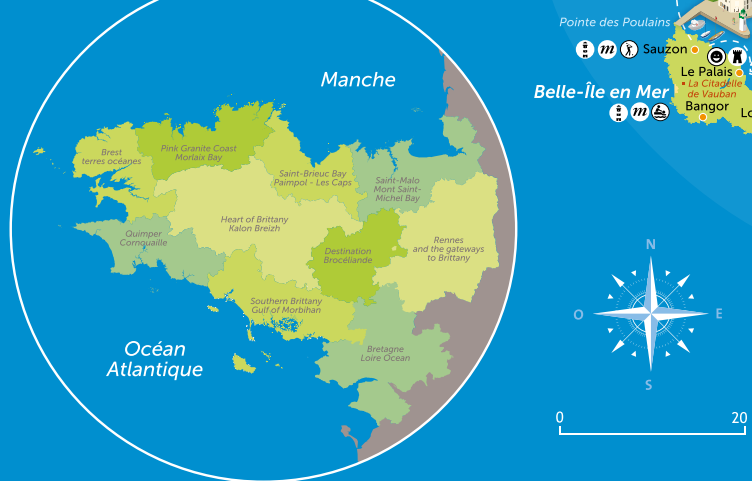 Pointe des Poulains
m
Sauzon
Le Palais
• La Citadelle
de Vauban
Belle-Île en Mer
m
Bangor
Lo
Manche
Brest
terres océanes
Pink Granite Coast
Morlaix Bay
Saint-Brieuc Bay
Paimpol - Les Caps
Saint-Malo
Mont Saint-
Michel Bay
Heart of Brittany
Kalon Breizh
Quimper
Cornouaille
Destination
Brocéliande
Rennes
and the gateways
to Brittany
Southern Brittany
Gulf of Morbihan
Bretagne
Loire Ocean
Océan
Atlantique
N
O
E
S
0
20